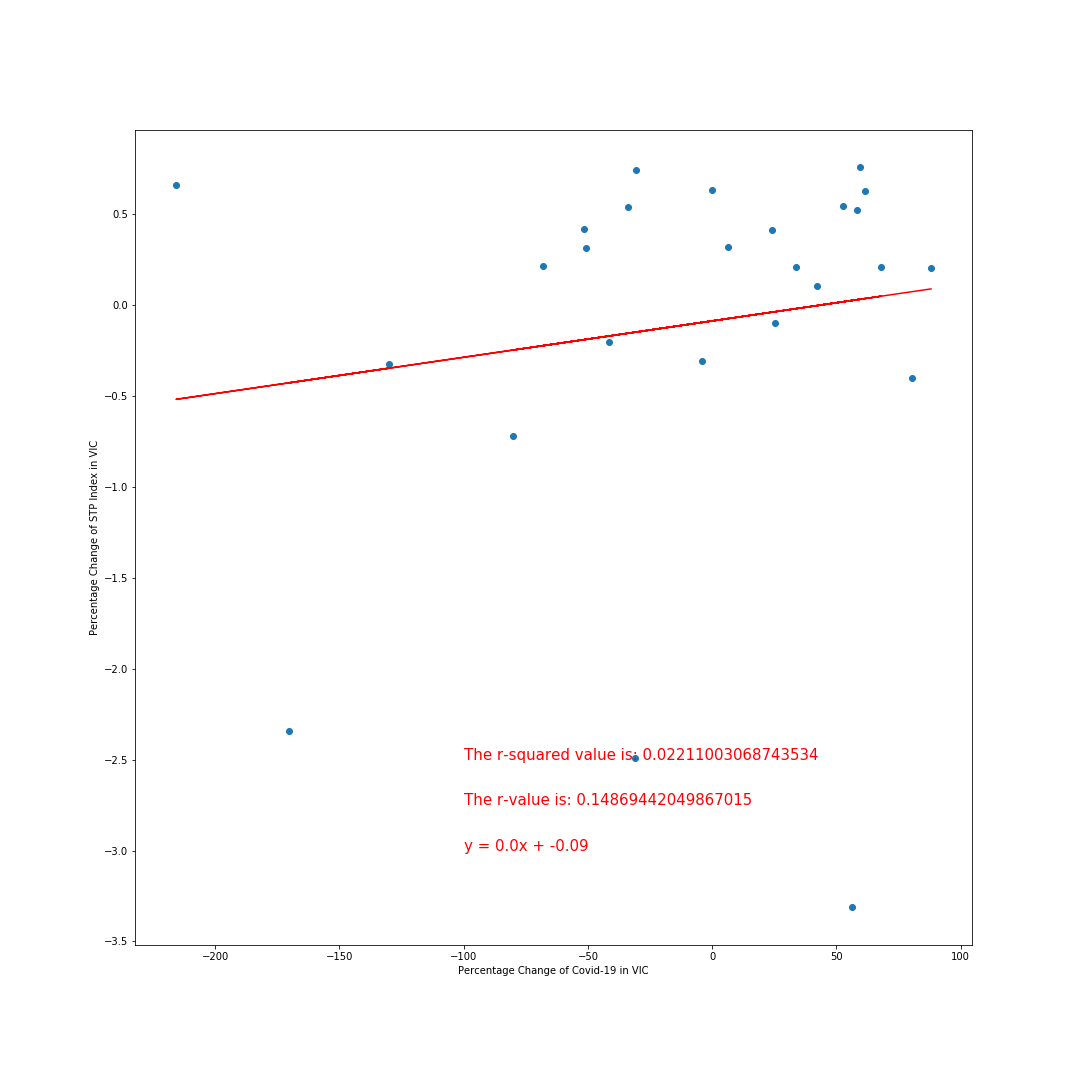 0.5
0.0
−0.5
−1.0
−1.5
−2.0
−2.5
−3.0
−3.5
Percentage Change of STP Index in VIC
The r-squared value is: 0.02211003068743534
The r-value is: 0.14869442049867015
y = 0.0x + -0.09
−200 −150 −100 −50 0 50 100
Percentage Change of Covid-19 in VIC